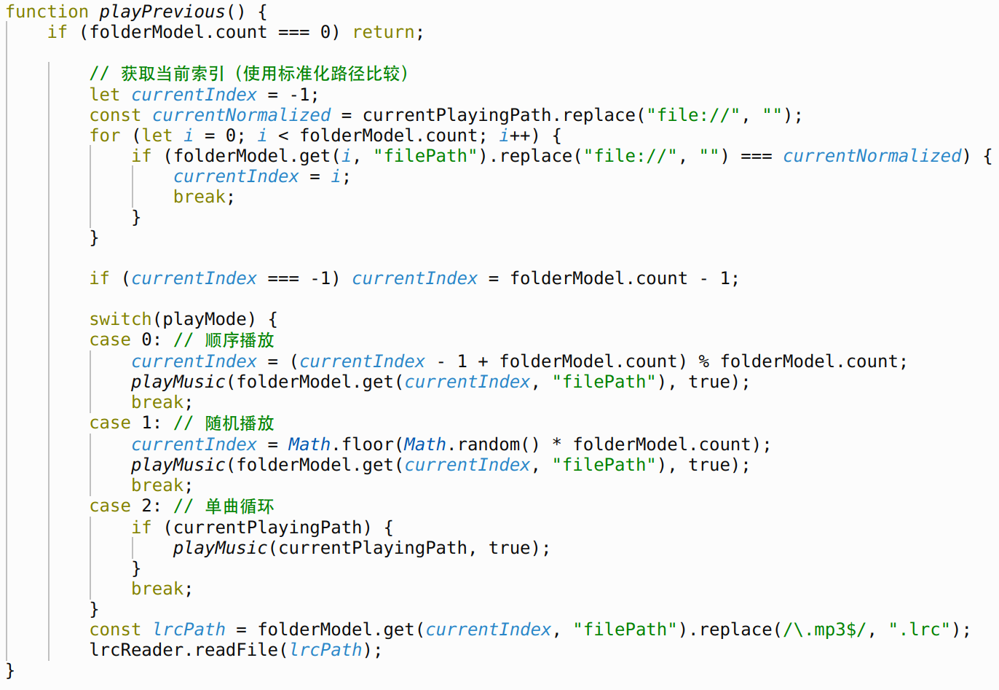 function playPrevious() {
    if (folderModel.count === 0) return;

        // 获取当前索引（使用标准化路径比较）
        let currentIndex = -1;
        const currentNormalized = currentPlayingPath.replace("file://", "");
        for (let i = 0; i < folderModel.count; i++) {
            if (folderModel.get(i, "filePath").replace("file://", "") === currentNormalized) {
                currentIndex = i;
                break;
            }
        }

        if (currentIndex === -1) currentIndex = folderModel.count - 1;

        switch(playMode) {
        case 0: // 顺序播放
            currentIndex = (currentIndex - 1 + folderModel.count) % folderModel.count;
            playMusic(folderModel.get(currentIndex, "filePath"), true);
            break;
        case 1: // 随机播放
            currentIndex = Math.floor(Math.random() * folderModel.count);
            playMusic(folderModel.get(currentIndex, "filePath"), true);
            break;
        case 2: // 单曲循环
            if (currentPlayingPath) {
                playMusic(currentPlayingPath, true);
            }
            break;
        }
        const lrcPath = folderModel.get(currentIndex, "filePath").replace(/\.mp3$/, ".lrc");
        lrcReader.readFile(lrcPath);
}